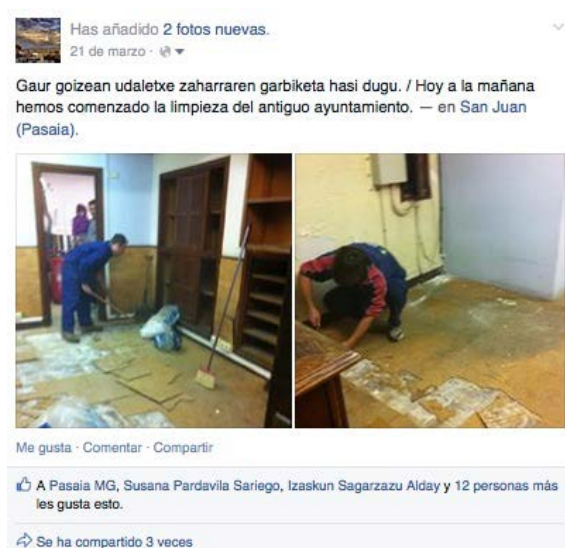 Has añadido 2 fotos nuevas.
21 de marzo ·
Gaur goizean udaletxe zaharraren garbiketa hasi dugu. / Hoy a la mañana
hemos comenzado la limpieza del antiguo ayuntamiento. — en San Juan
(Pasaia).
Me gusta · Comentar · Compartir
A Pasaia MG, Susana Pardavila Sariego, Izaskun Sagarzazu Alday y 12 personas más
les gusta esto.
Se ha compartido 3 veces